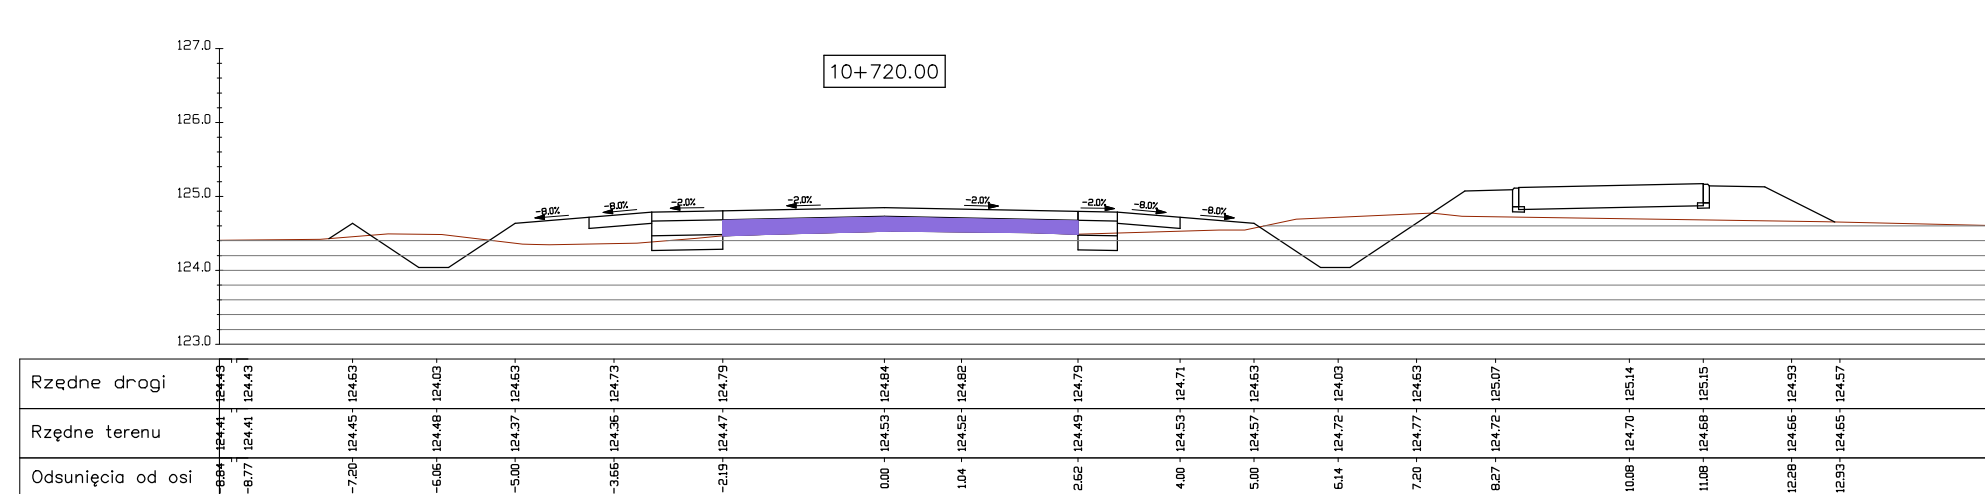 127.0
10+720.00
126.0
125.0
-8.0% -8.0% -2.0% -2.0% -2.0% -2.0% -8.0% -8.0%
124.0
123.0
Rzędne drogi 124.43 124.43 124.63 124.03 124.63 124.73 124.79 124.84 124.82 124.79 124.71 124.63 124.03 124.63 125.07 125.14 125.15 124.93 124.57
Rzędne terenu 124.41 124.41 124.45 124.48 124.37 124.36 124.47 124.53 124.52 124.49 124.53 124.57 124.72 124.77 124.72 124.70 124.68 124.66 124.65
Odsunięcia od osi -8.84 -8.77 -7.20 -6.06 -5.00 -3.66 -2.19 0.00 1.04 2.62 4.00 5.00 6.14 7.20 8.27 10.08 11.08 12.28 12.93